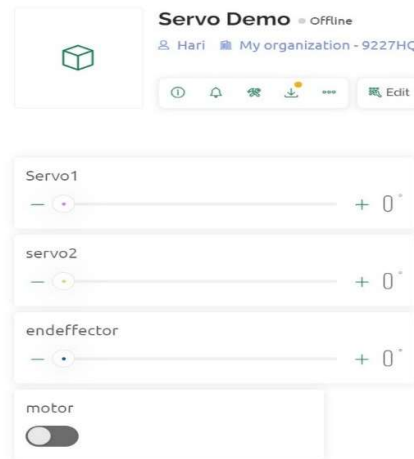 Servo Demo Offline
Hari My organization - 9227HQ
Edit
Servo1
— + 0°
servo2
— + 0°
endeffector
— + 0°
motor